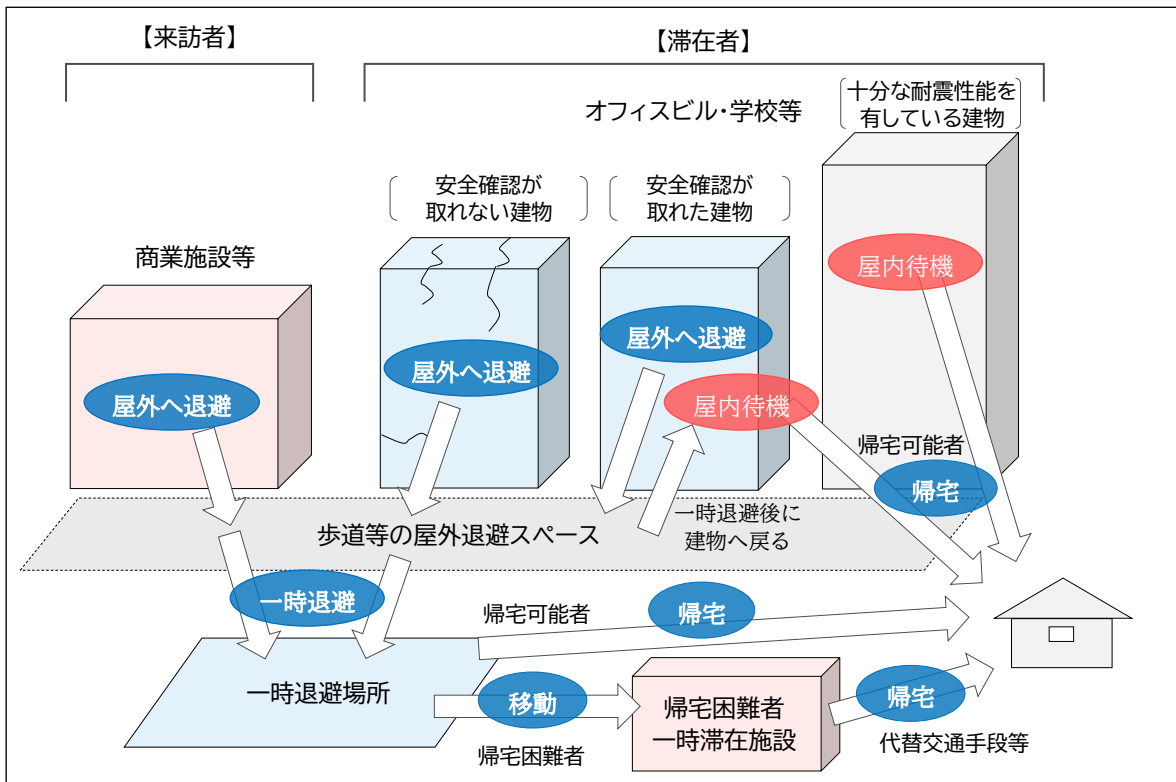 【来訪者】
【滞在者】
オフィスビル・学校等
十分な耐震性能を
有している建物
安全確認が
取れない建物
安全確認が
取れた建物
商業施設等
屋内待機
屋外へ退避
屋外へ退避
屋外へ退避
屋内待機
帰宅可能者
帰宅
歩道等の屋外退避スペース
一時退避後に
建物へ戻る
一時退避
帰宅可能者
帰宅
一時退避場所
移動
帰宅困難者
帰宅困難者
一時滞在施設
帰宅
代替交通手段等